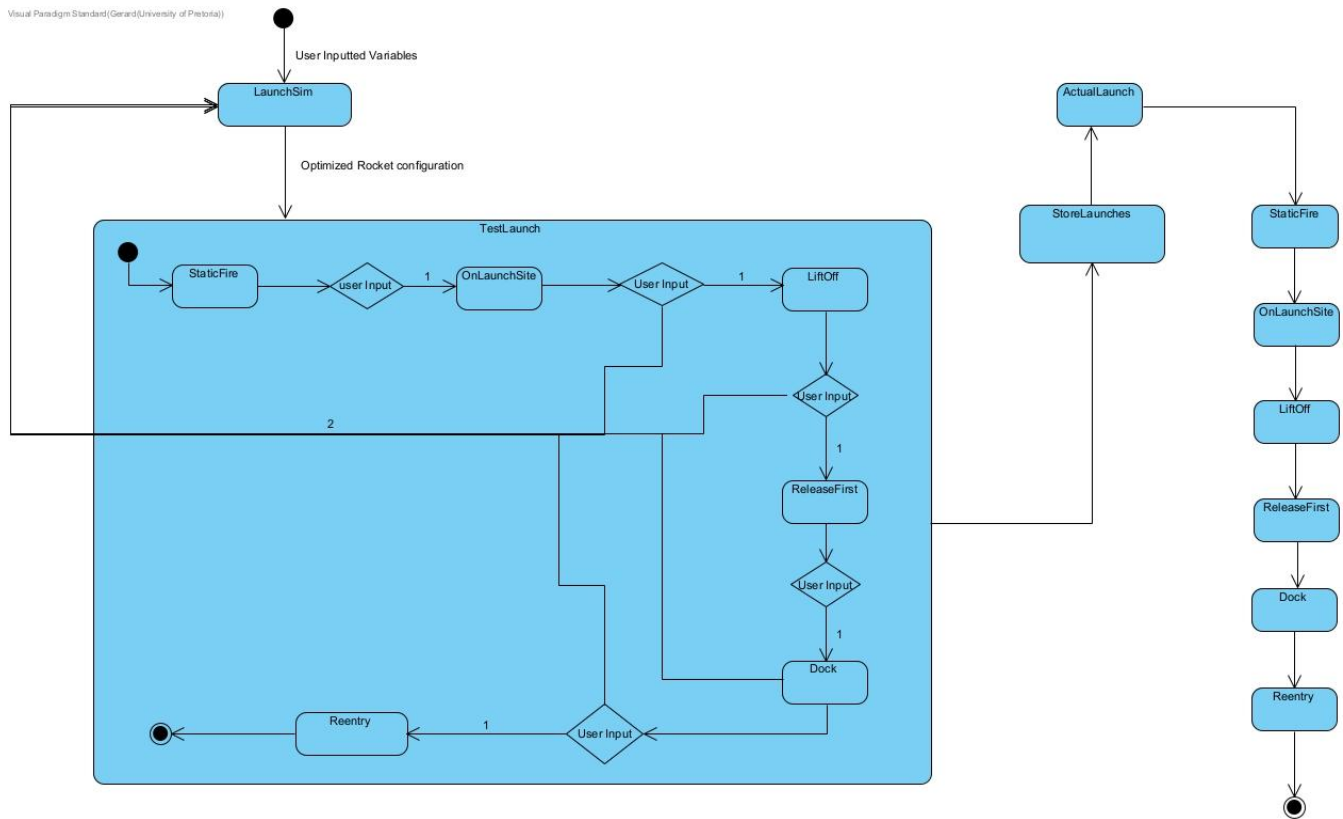 Visual Paradigm Standard(Gerard(University of Pretoria))
User Inputted Variables
LaunchSim
Optimized Rocket configuration
TestLaunch
StaticFire
user Input
1
OnLaunchSite
User Input
1
LiftOff
User Input
2
1
ReleaseFirst
User Input
1
Dock
User Input
1
Reentry
StoreLaunches
ActualLaunch
StaticFire
OnLaunchSite
LiftOff
ReleaseFirst
Dock
Reentry